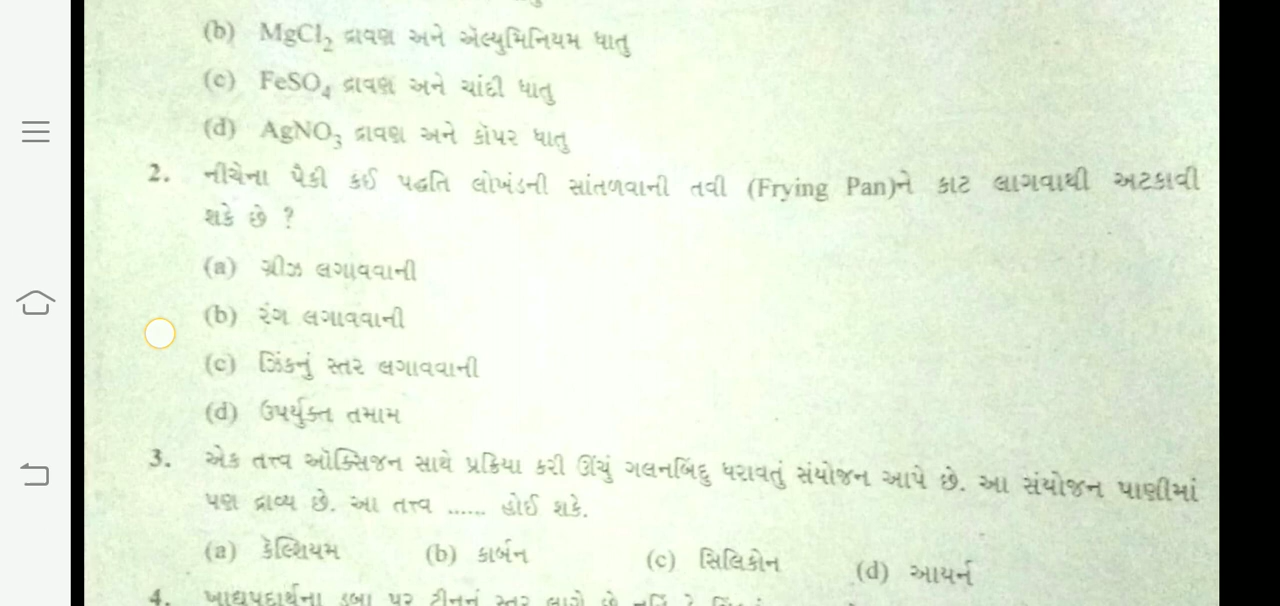 (b) MgCl₂ દ્રાવણ અને ઍલ્યુમિનિયમ ધાતુ
(c) FeSO₄ દ્રાવણ અને ચાંદી ધાતુ
(d) AgNO₃ દ્રાવણ અને કૉપર ધાતુ
2. નીચેના પૈકી કઈ પદ્ધતિ લોખંડની સાંતળવાની તવી (Frying Pan)ને કાટ લાગવાથી અટકાવી
શકે છે ?
(a) ગ્રીઝ લગાવવાની
(b) રંગ લગાવવાની
(c) ઝિંકનું સ્તર લગાવવાની
(d) ઉપર્યુક્ત તમામ
3. એક તત્ત્વ ઑક્સિજન સાથે પ્રક્રિયા કરી ઊંચું ગલનબિંદુ ધરાવતું સંયોજન આપે છે. આ સંયોજન પાણીમાં
પણ દ્રાવ્ય છે. આ તત્ત્વ ...... હોઈ શકે.
(a) કૅલ્શિયમ (b) કાર્બન (c) સિલિકોન (d) આયર્ન
4. ખાદ્યપદાર્થના ડબા પર ટીનનું સ્તર લાગે છે